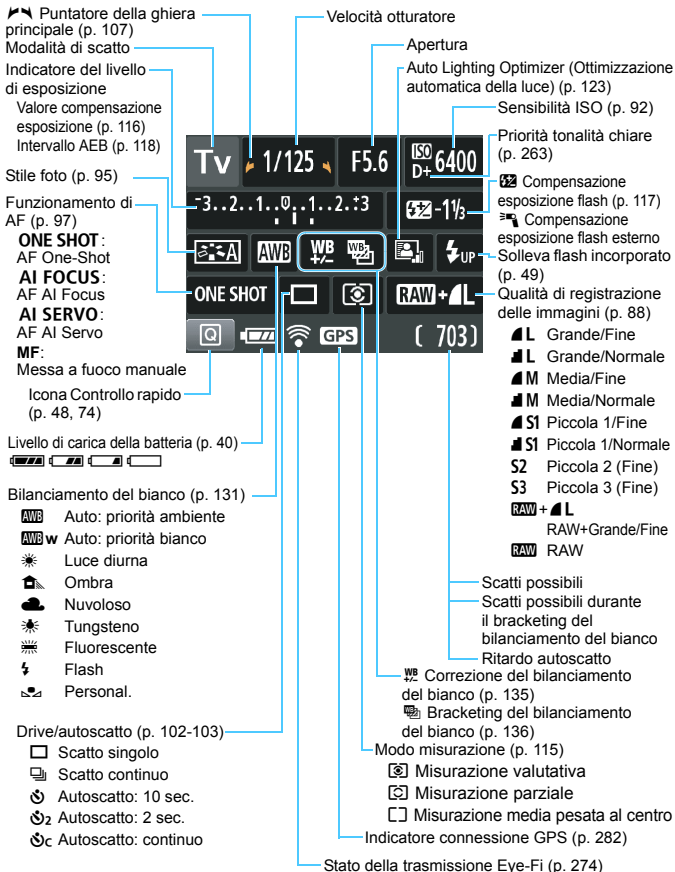 Puntatore della ghiera
principale (p. 107)
Modalità di scatto
Indicatore del livello
di esposizione
Valore compensazione
esposizione (p. 116)
Intervallo AEB (p. 118)
Stile foto (p. 95)
Funzionamento di
AF (p. 97)
ONE SHOT:
AF One-Shot
AI FOCUS:
AF AI Focus
AI SERVO:
AF AI Servo
MF:
Messa a fuoco manuale
Icona Controllo rapido
(p. 48, 74)
Livello di carica della batteria (p. 40)
Bilanciamento del bianco (p. 131)
AWB Auto: priorità ambiente
AWB w Auto: priorità bianco
Luce diurna
Ombra
Nuvoloso
Tungsteno
Fluorescente
Flash
Personal.
Drive/autoscatto (p. 102-103)
Scatto singolo
Scatto continuo
Autoscatto: 10 sec.
2 Autoscatto: 2 sec.
C Autoscatto: continuo
Velocità otturatore
Apertura
Auto Lighting Optimizer (Ottimizzazione
automatica della luce) (p. 123)
Sensibilità ISO (p. 92)
Priorità tonalità chiare
(p. 263)
Compensazione
esposizione flash (p. 117)
Compensazione
esposizione flash esterno
Solleva flash incorporato
(p. 49)
Qualità di registrazione
delle immagini (p. 88)
L Grande/Fine
L Grande/Normale
M Media/Fine
M Media/Normale
S1 Piccola 1/Fine
S1 Piccola 1/Normale
S2 Piccola 2 (Fine)
S3 Piccola 3 (Fine)
RAW+L
RAW+Grande/Fine
RAW RAW
Scatti possibili
Scatti possibili durante
il bracketing del
bilanciamento del bianco
Ritardo autoscatto
WB +/- Correzione del bilanciamento
del bianco (p. 135)
WB Bracketing del bilanciamento
del bianco (p. 136)
Modo misurazione (p. 115)
Misurazione valutativa
Misurazione parziale
Misurazione media pesata al centro
Indicatore connessione GPS (p. 282)
Stato della trasmissione Eye-Fi (p. 274)
Tv 1/125 F5.6 ISO D+ 6400
-3..2..1..0..1..2.+3 -1 1/3
A AWB WB +/- WB UP
ONE SHOT RAW+L
Q GPS ( 703)